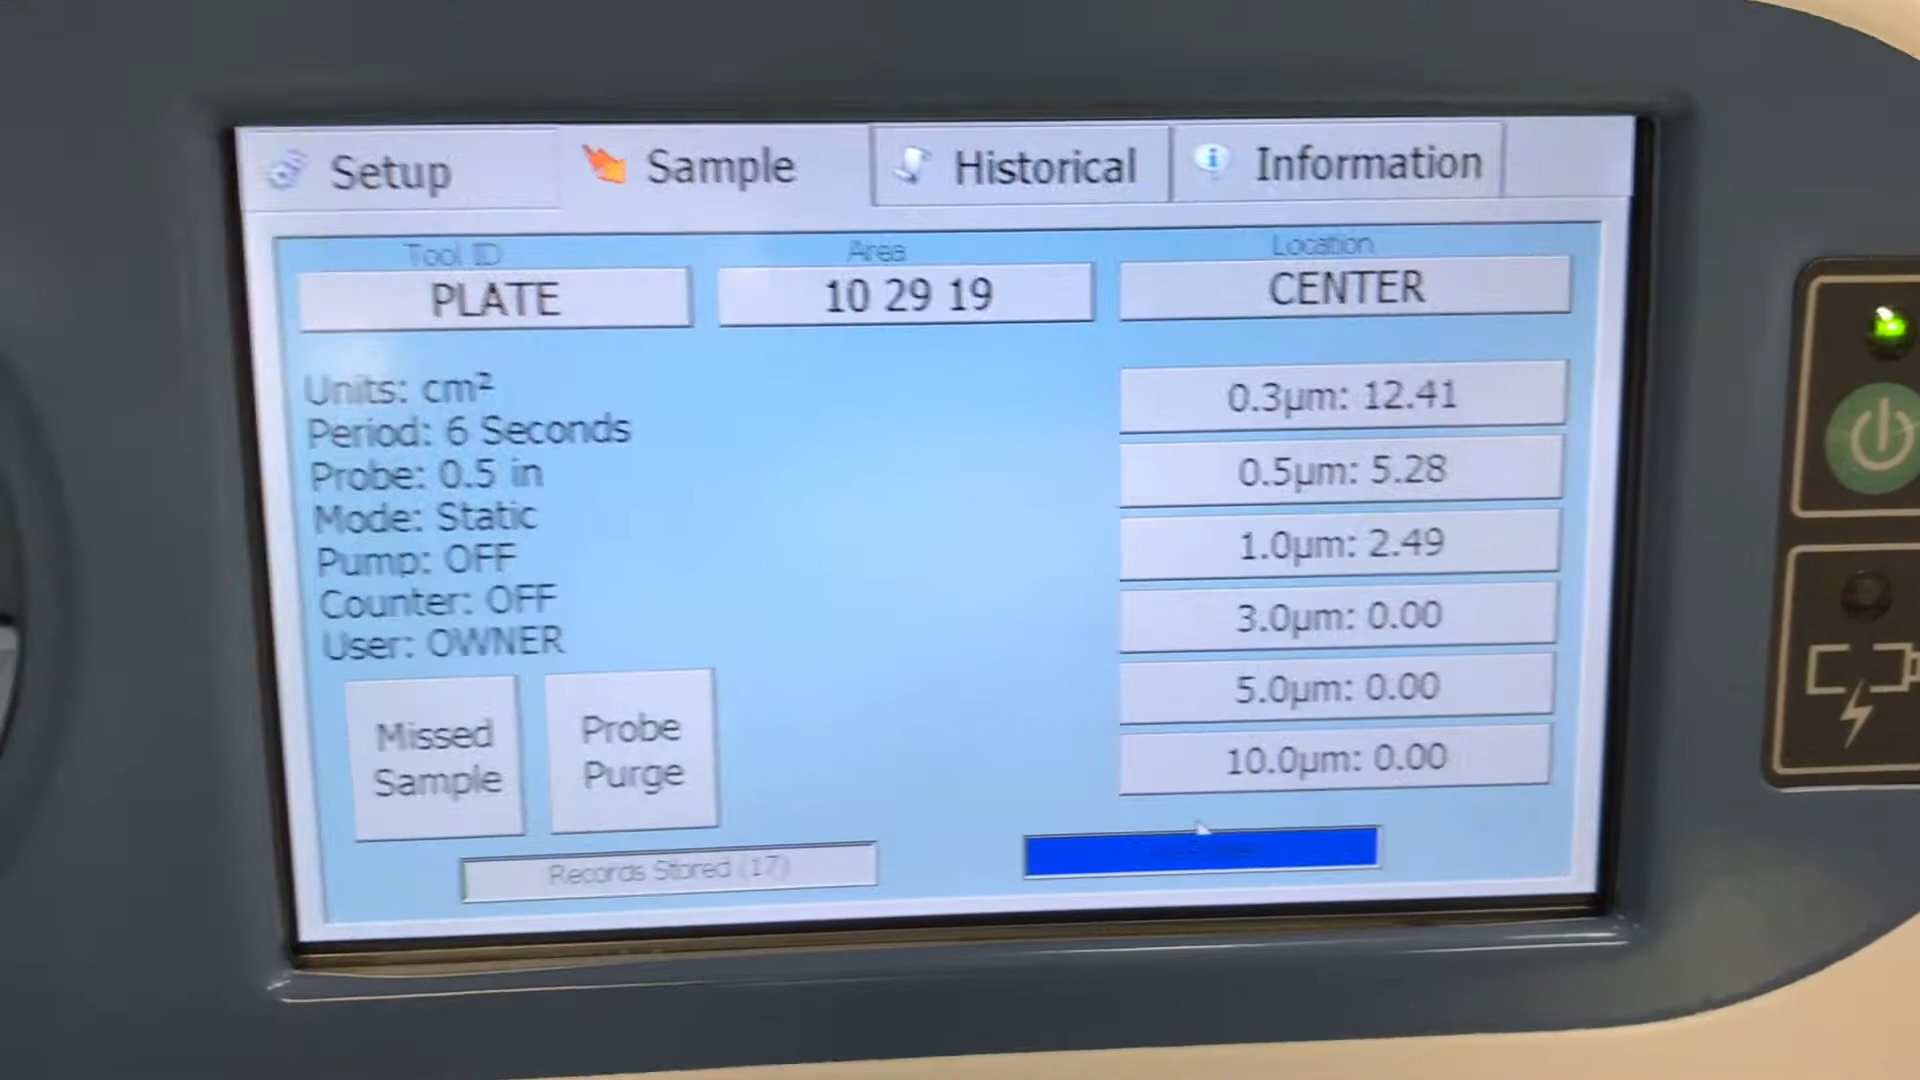 Setup
Sample
Historical
Information
Tool ID
Area
Location
PLATE
10 29 19
CENTER
Units: cm²
Period: 6 Seconds
Probe: 0.5 in
Mode: Static
Pump: OFF
Counter: OFF
User: OWNER
0.3µm: 12.41
0.5µm: 5.28
1.0µm: 2.49
3.0µm: 0.00
5.0µm: 0.00
10.0µm: 0.00
Missed
Sample
Probe
Purge
Records Stored (17)